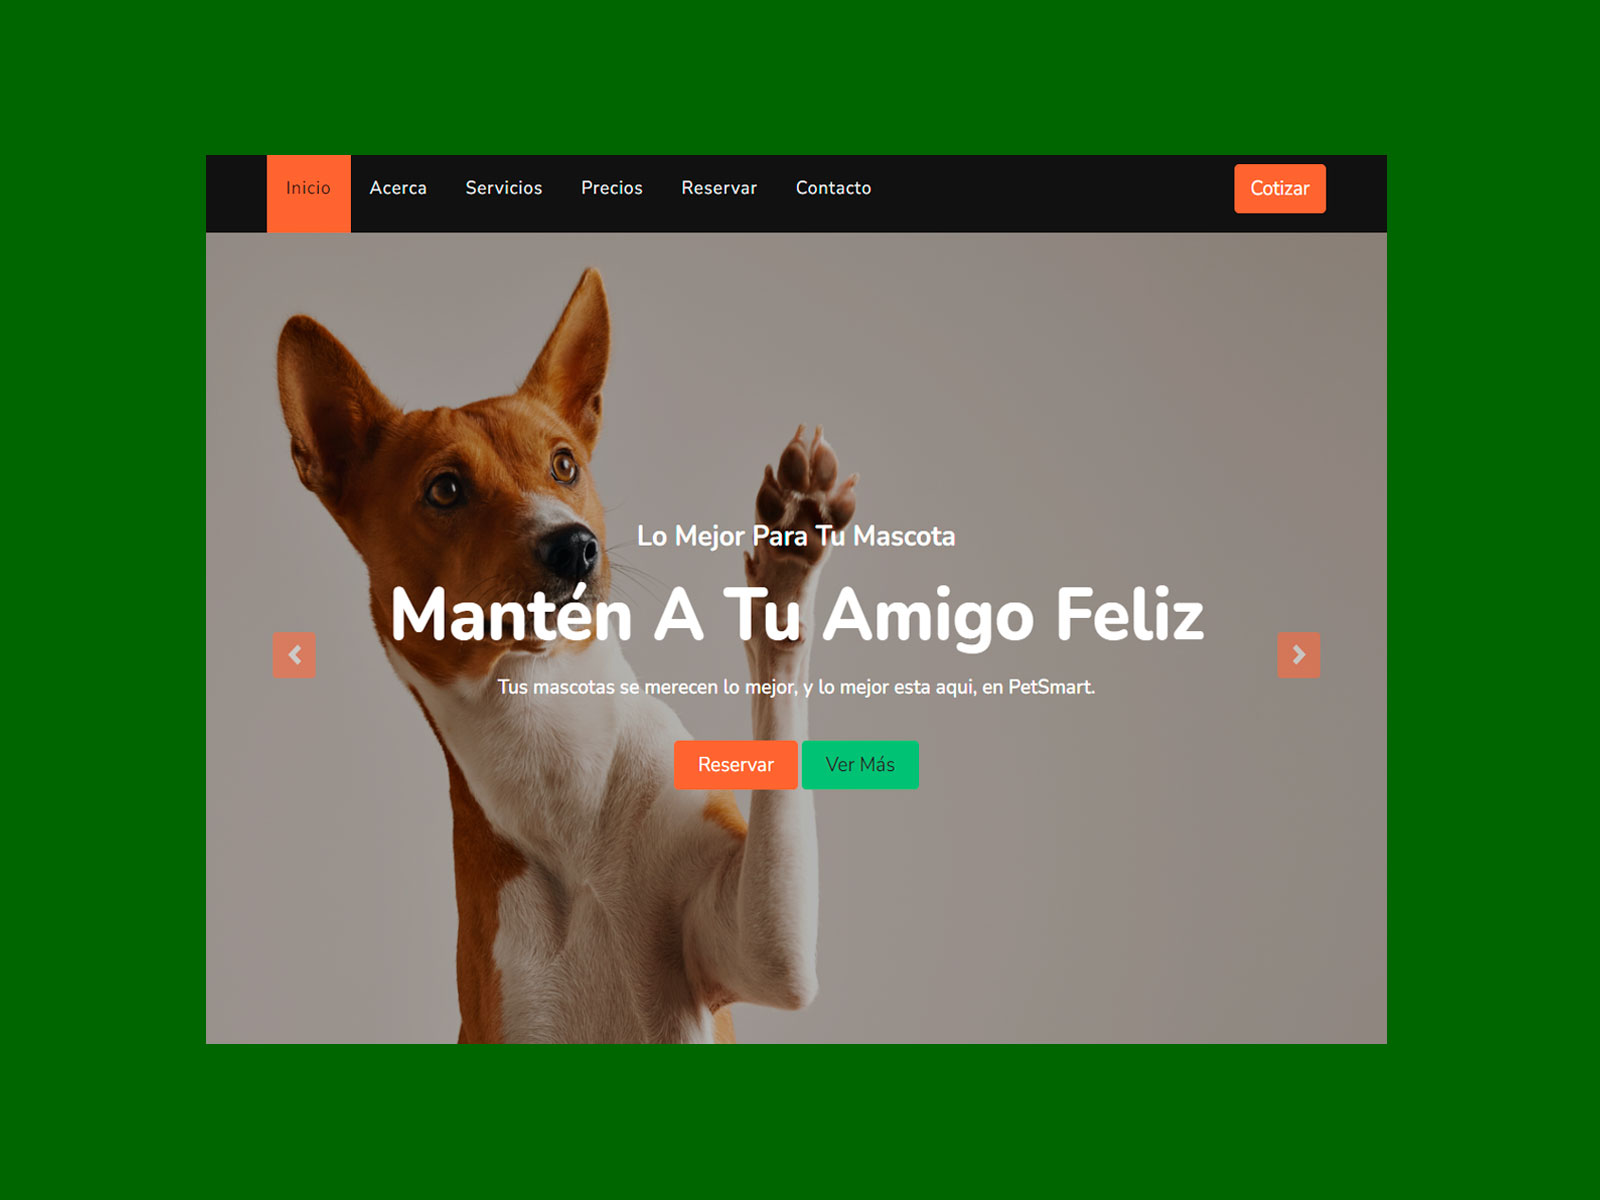 Inicio Acerca Servicios Precios Reservar Contacto Cotizar
Lo Mejor Para Tu Mascota
Mantén A Tu Amigo Feliz
Tus mascotas se merecen lo mejor, y lo mejor esta aqui, en PetSmart.
Reservar Ver Más